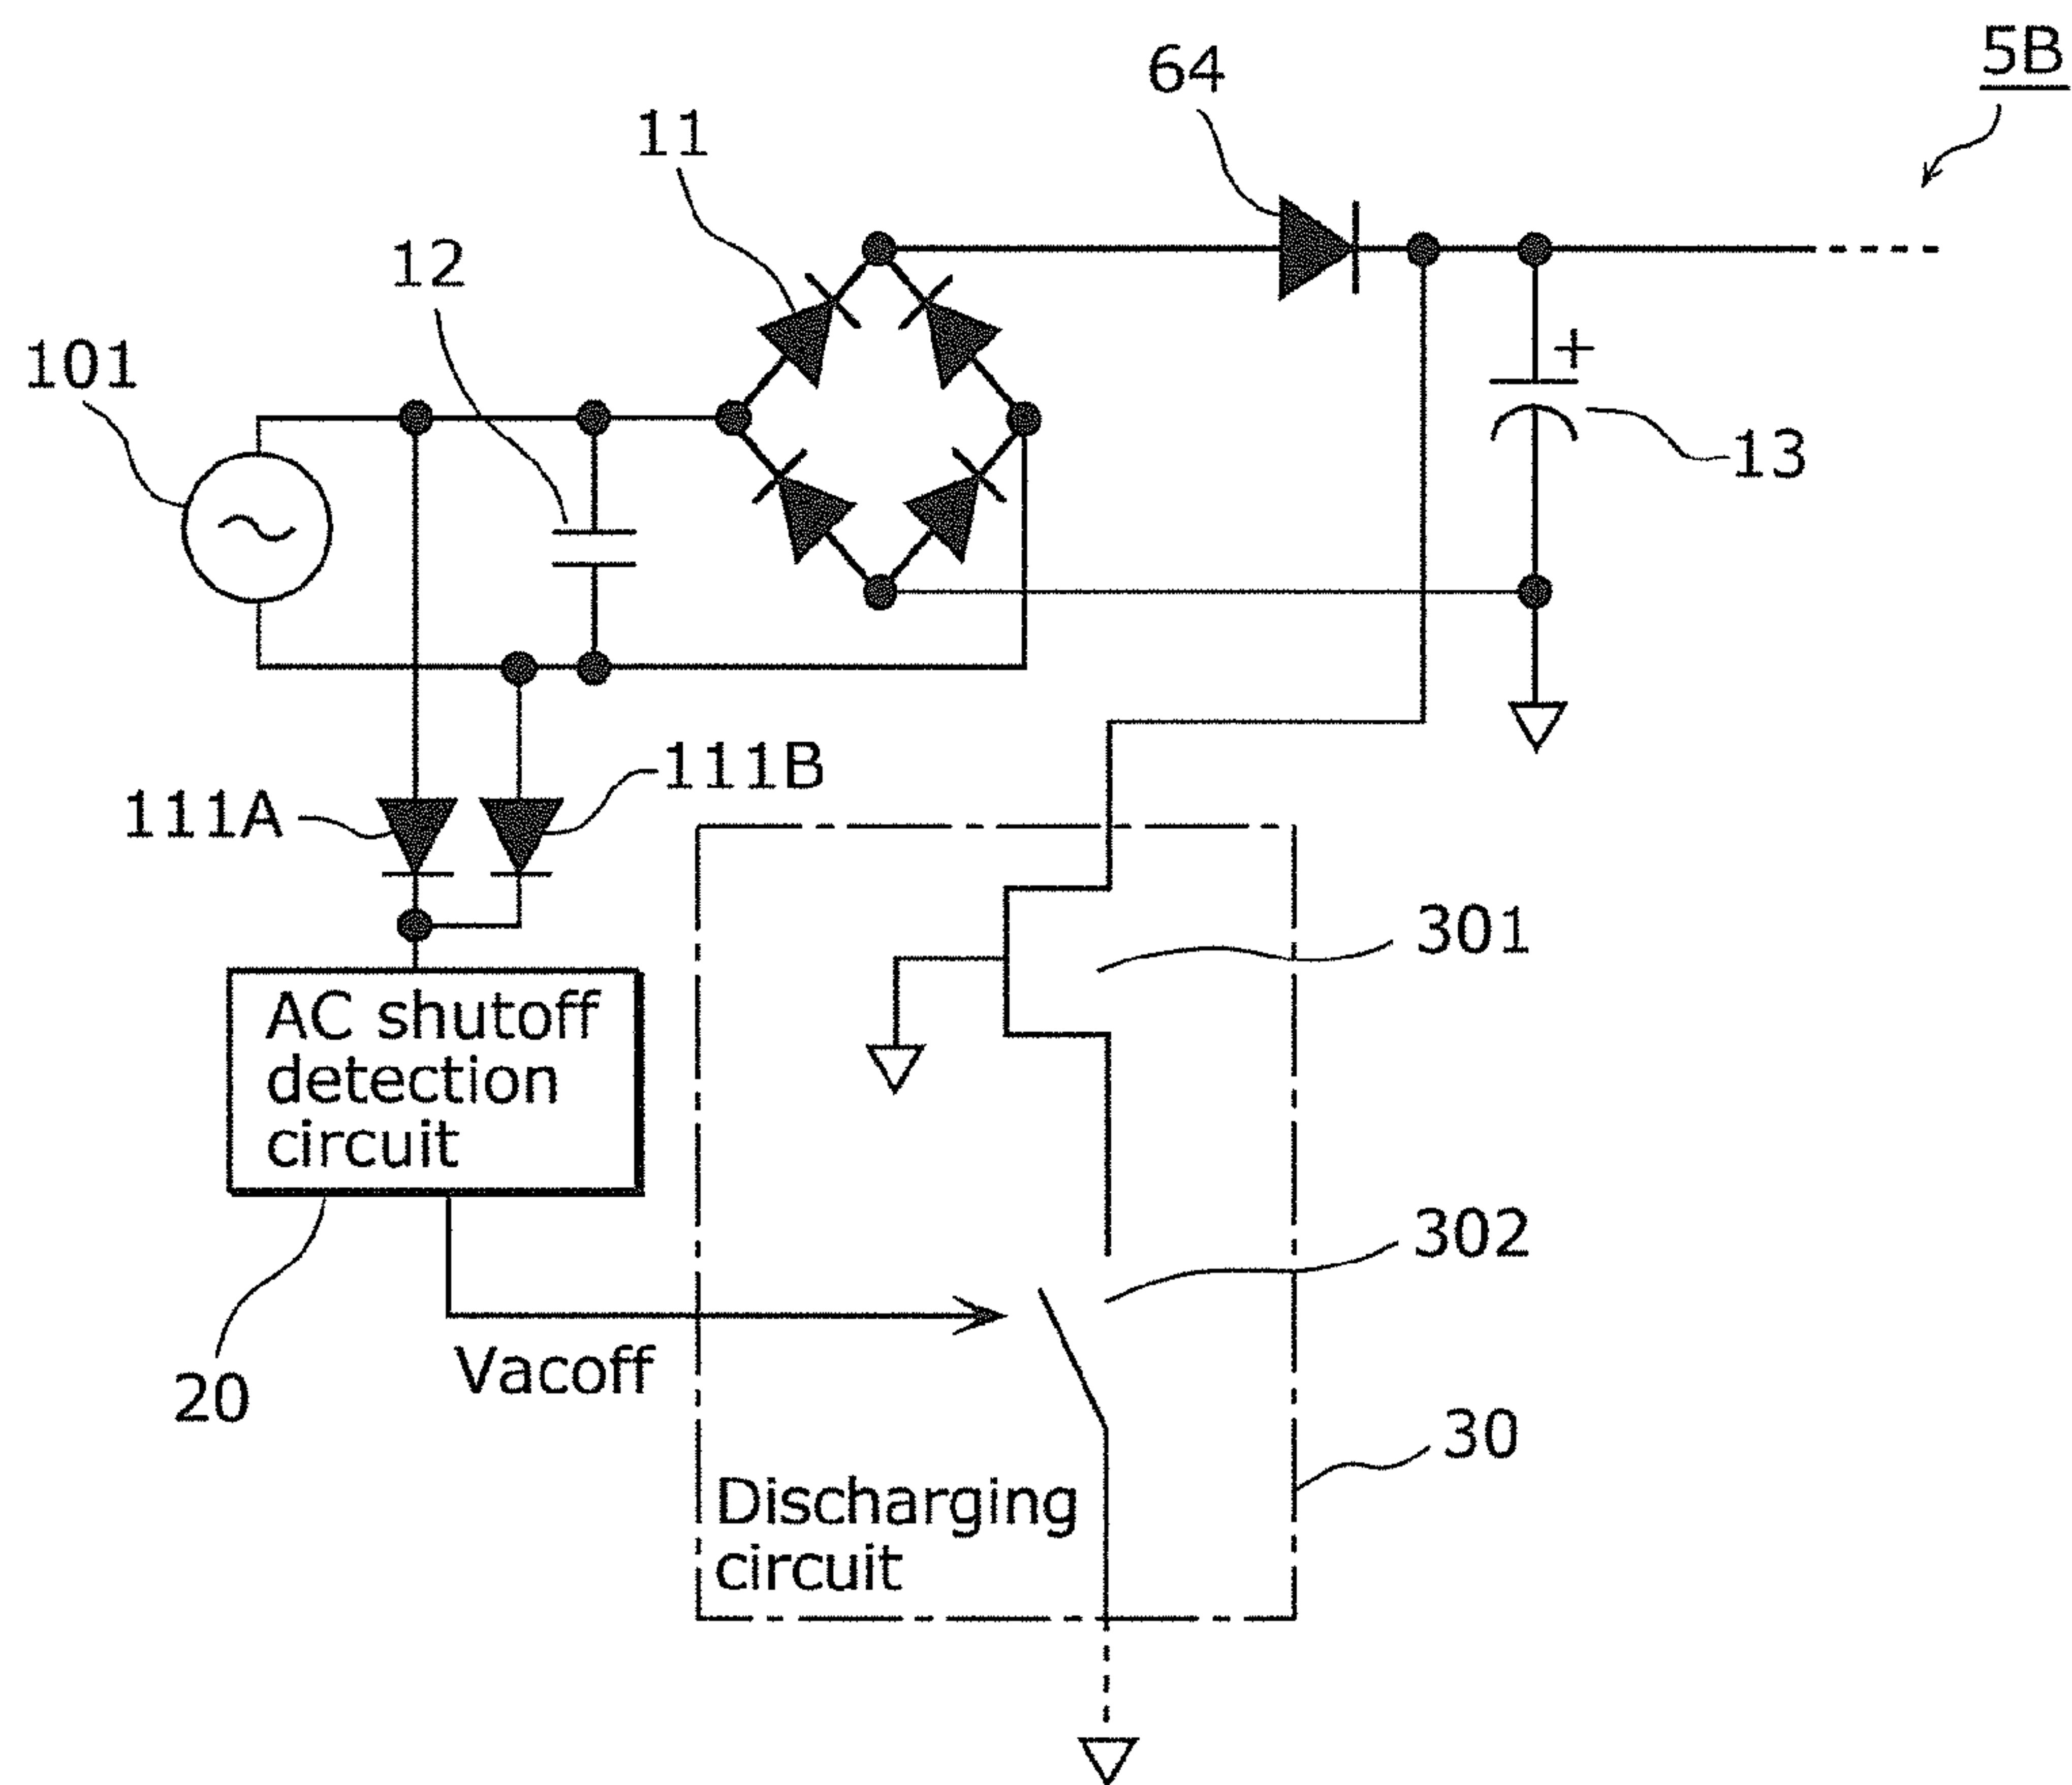 5B
64
11
12
101
+
13
111B
111A
301
AC shutoff
detection
circuit
302
20
Vacoff
30
Discharging
circuit